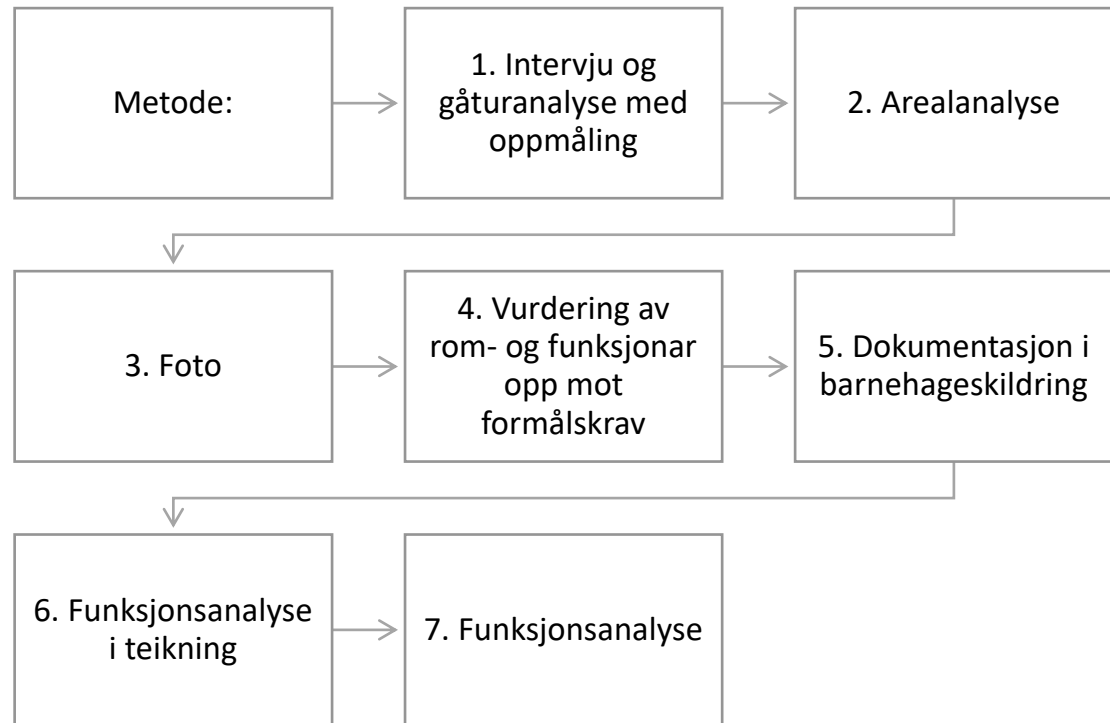 Metode:
1. Intervju og
gåturanalyse med
oppmåling
2. Arealanalyse
3. Foto
4. Vurdering av
rom- og funksjonar
opp mot
formålskrav
5. Dokumentasjon i
barnehageskildring
6. Funksjonsanalyse
i teikning
7. Funksjonsanalyse